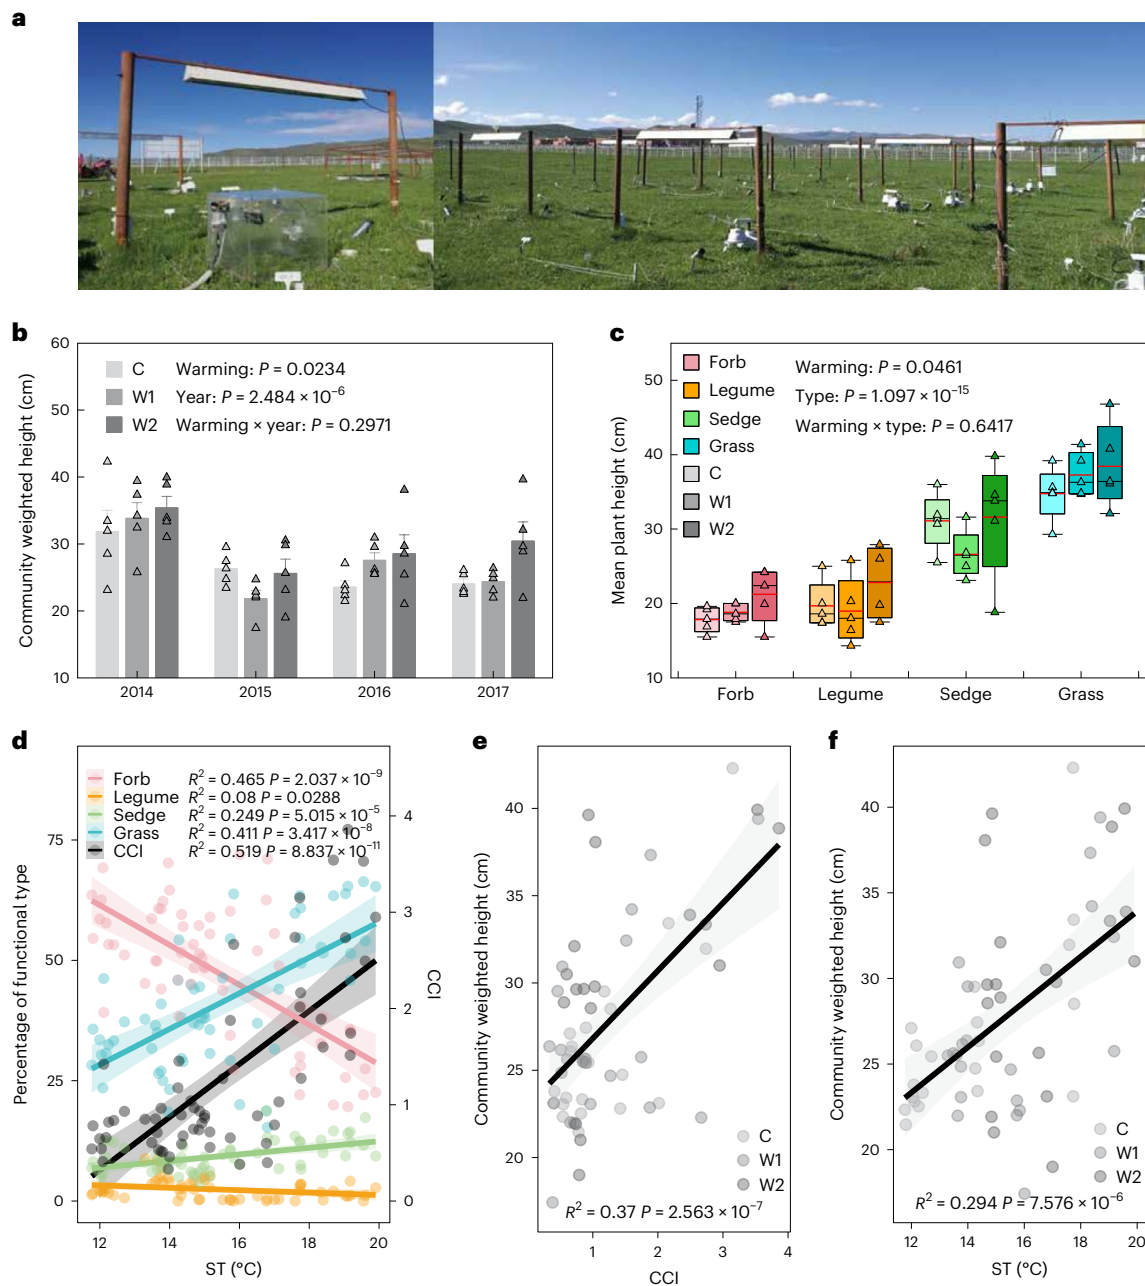 a
b
Community weighted height (cm)
60
50
40
30
20
10
C
W1
W2
Warming: P = 0.0234
Year: P = 2.484 × 10⁻⁶
Warming × year: P = 0.2971
2014 2015 2016 2017
c
Mean plant height (cm)
50
40
30
20
10
Forb
Legume
Sedge
Grass
C
W1
W2
Warming: P = 0.0461
Type: P = 1.097 × 10⁻¹⁵
Warming × type: P = 0.6417
Forb Legume Sedge Grass
d
Percentage of functional type
75
50
25
0
Forb R² = 0.465 P = 2.037 × 10⁻⁹
Legume R² = 0.08 P = 0.0288
Sedge R² = 0.249 P = 5.015 × 10⁻⁵
Grass R² = 0.411 P = 3.417 × 10⁻⁸
CCI R² = 0.519 P = 8.837 × 10⁻¹¹
4
3
2
1
0
CCI
12 14 16 18 20
ST (°C)
e
Community weighted height (cm)
40
35
30
25
20
C
W1
W2
R² = 0.37 P = 2.563 × 10⁻⁷
1 2 3 4
CCI
f
Community weighted height (cm)
40
35
30
25
20
C
W1
W2
R² = 0.294 P = 7.576 × 10⁻⁶
12 14 16 18 20
ST (°C)